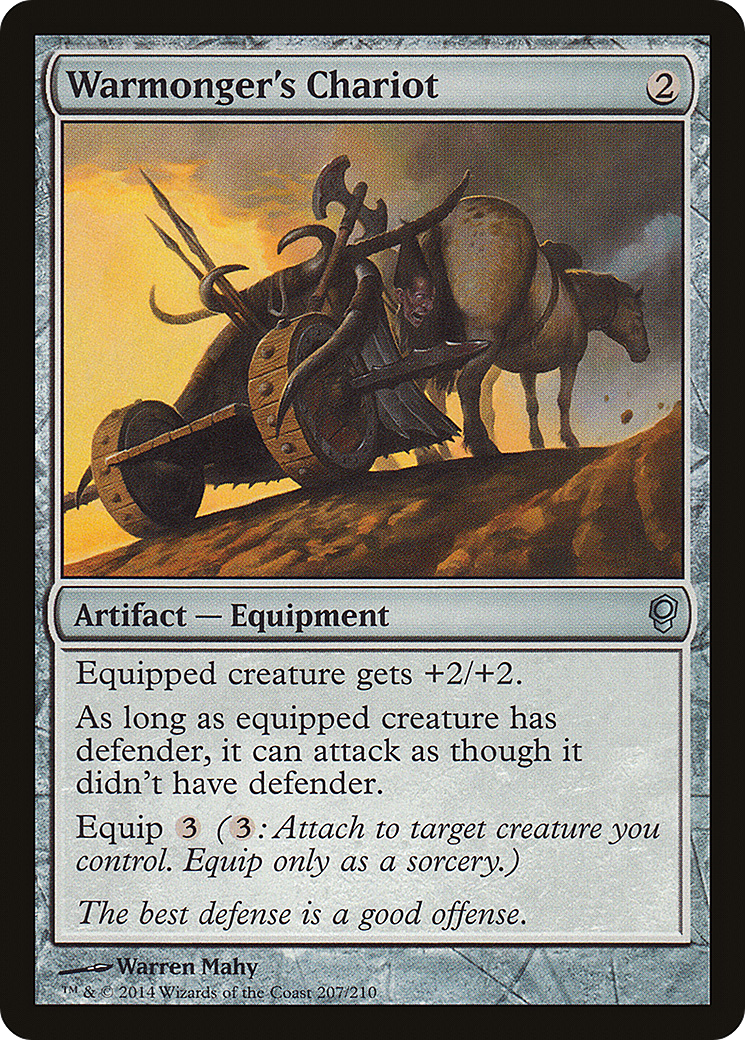 Warmonger's Chariot 2
Artifact — Equipment
Equipped creature gets +2/+2.
As long as equipped creature has
defender, it can attack as though it
didn't have defender.
Equip 3 (3: Attach to target creature you
control. Equip only as a sorcery.)
The best defense is a good offense.
Warren Mahy
™ & © 2014 Wizards of the Coast 207/210